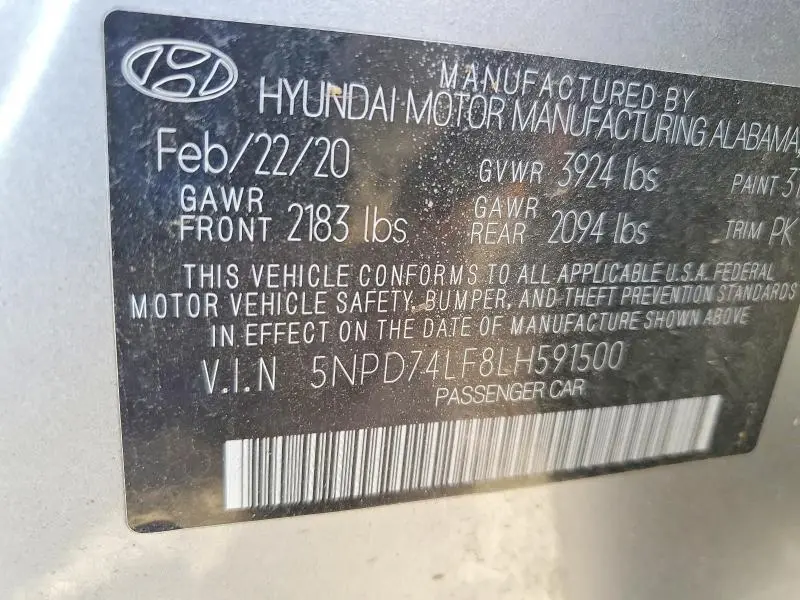 MANUFACTURED BY
HYUNDAI MOTOR MANUFACTURING ALABAMA,
Feb/22/20 GVWR 3924 lbs PAINT
GAWR FRONT 2183 lbs GAWR REAR 2094 lbs TRIM PK
THIS VEHICLE CONFORMS TO ALL APPLICABLE U.S.A. FEDERAL
MOTOR VEHICLE SAFETY, BUMPER, AND THEFT PREVENTION STANDARDS
IN EFFECT ON THE DATE OF MANUFACTURE SHOWN ABOVE
V.I.N 5NPD74LF8LH591500
PASSENGER CAR